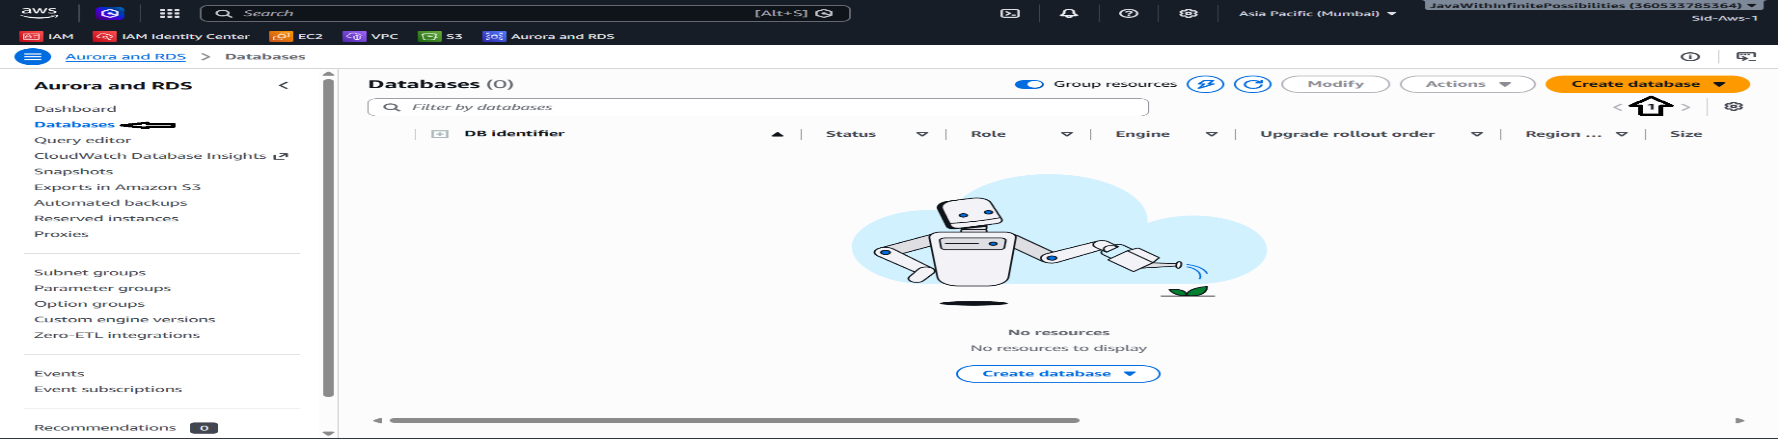 aws
Search [Alt+S] Asia Pacific (Mumbai) JavaWithInfinitePossibilities (360533785364)
Sid-Aws-1
IAM IAM Identity Center EC2 VPC S3 Aurora and RDS
Aurora and RDS > Databases
Aurora and RDS <
Dashboard
Databases
Query editor
CloudWatch Database Insights
Snapshots
Exports in Amazon S3
Automated backups
Reserved instances
Proxies
Subnet groups
Parameter groups
Option groups
Custom engine versions
Zero-ETL integrations
Events
Event subscriptions
Recommendations 0
Databases (0) Group resources Modify Actions Create database
Filter by databases < 1 >
DB identifier Status Role Engine Upgrade rollout order Region ... Size
No resources
No resources to display
Create database